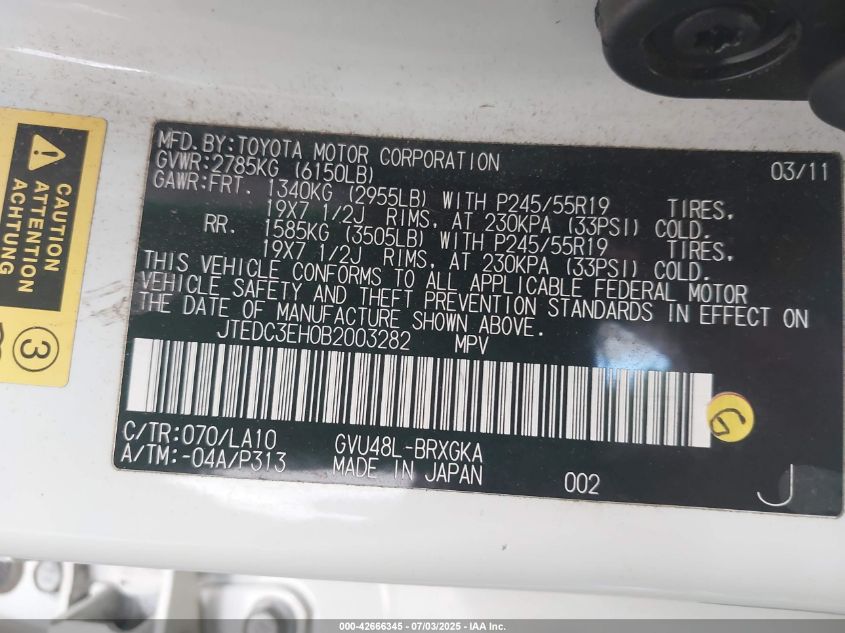 MFD. BY:TOYOTA MOTOR CORPORATION 03/11
GVWR:2785KG (6150LB)
GAWR:FRT. 1340KG (2955LB) WITH P245/55R19 TIRES,
19X7 1/2J RIMS, AT 230KPA (33PSI) COLD.
RR. 1585KG (3505LB) WITH P245/55R19 TIRES,
19X7 1/2J RIMS, AT 230KPA (33PSI) COLD.
THIS VEHICLE CONFORMS TO ALL APPLICABLE FEDERAL MOTOR
VEHICLE SAFETY AND THEFT PREVENTION STANDARDS IN EFFECT ON
THE DATE OF MANUFACTURE SHOWN ABOVE.
JTEDC3EH0B2003282 MPV
G
C/TR:070/LA10 GVU48L-BRXGKA
A/TM:-04A/P313 MADE IN JAPAN 002 J
CAUTION
ATTENTION
ACHTUNG
3
000-42666345 - 07/03/2025 - IAA Inc.